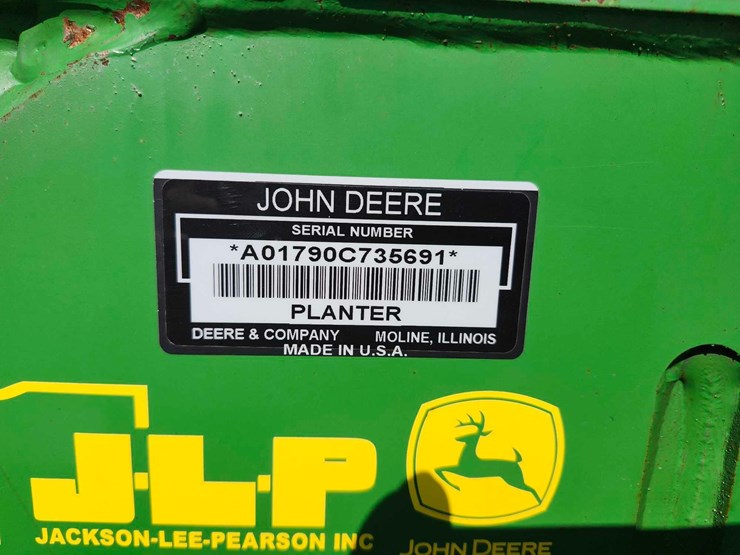 JOHN DEERE
SERIAL NUMBER
*A01790C735691*
PLANTER
DEERE & COMPANY MOLINE, ILLINOIS
MADE IN U.S.A.
J-L-P
JACKSON-LEE-PEARSON INC
JOHN DEERE